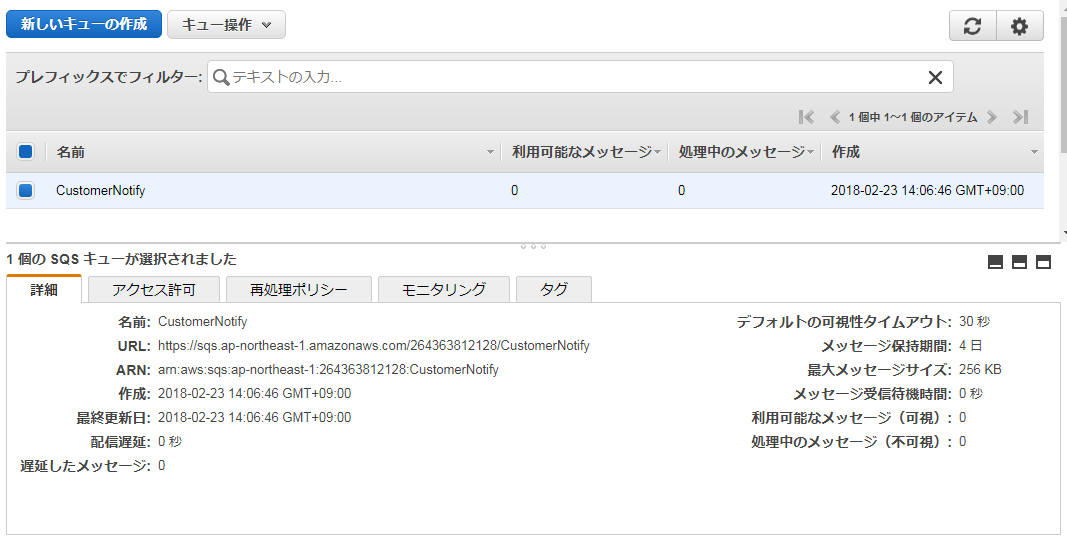 新しいキューの作成 キュー操作
プレフィックスでフィルター: テキストの入力...
1 個中 1～1 個のアイテム
名前 利用可能なメッセージ 処理中のメッセージ 作成
CustomerNotify 0 0 2018-02-23 14:06:46 GMT+09:00
1 個の SQS キューが選択されました
詳細 アクセス許可 再処理ポリシー モニタリング タグ
名前: CustomerNotify
URL: https://sqs.ap-northeast-1.amazonaws.com/264363812128/CustomerNotify
ARN: arn:aws:sqs:ap-northeast-1:264363812128:CustomerNotify
作成: 2018-02-23 14:06:46 GMT+09:00
最終更新日: 2018-02-23 14:06:46 GMT+09:00
配信遅延: 0 秒
遅延したメッセージ: 0
デフォルトの可視性タイムアウト: 30 秒
メッセージ保持期間: 4 日
最大メッセージサイズ: 256 KB
メッセージ受信待機時間: 0 秒
利用可能なメッセージ（可視）: 0
処理中のメッセージ（不可視）: 0